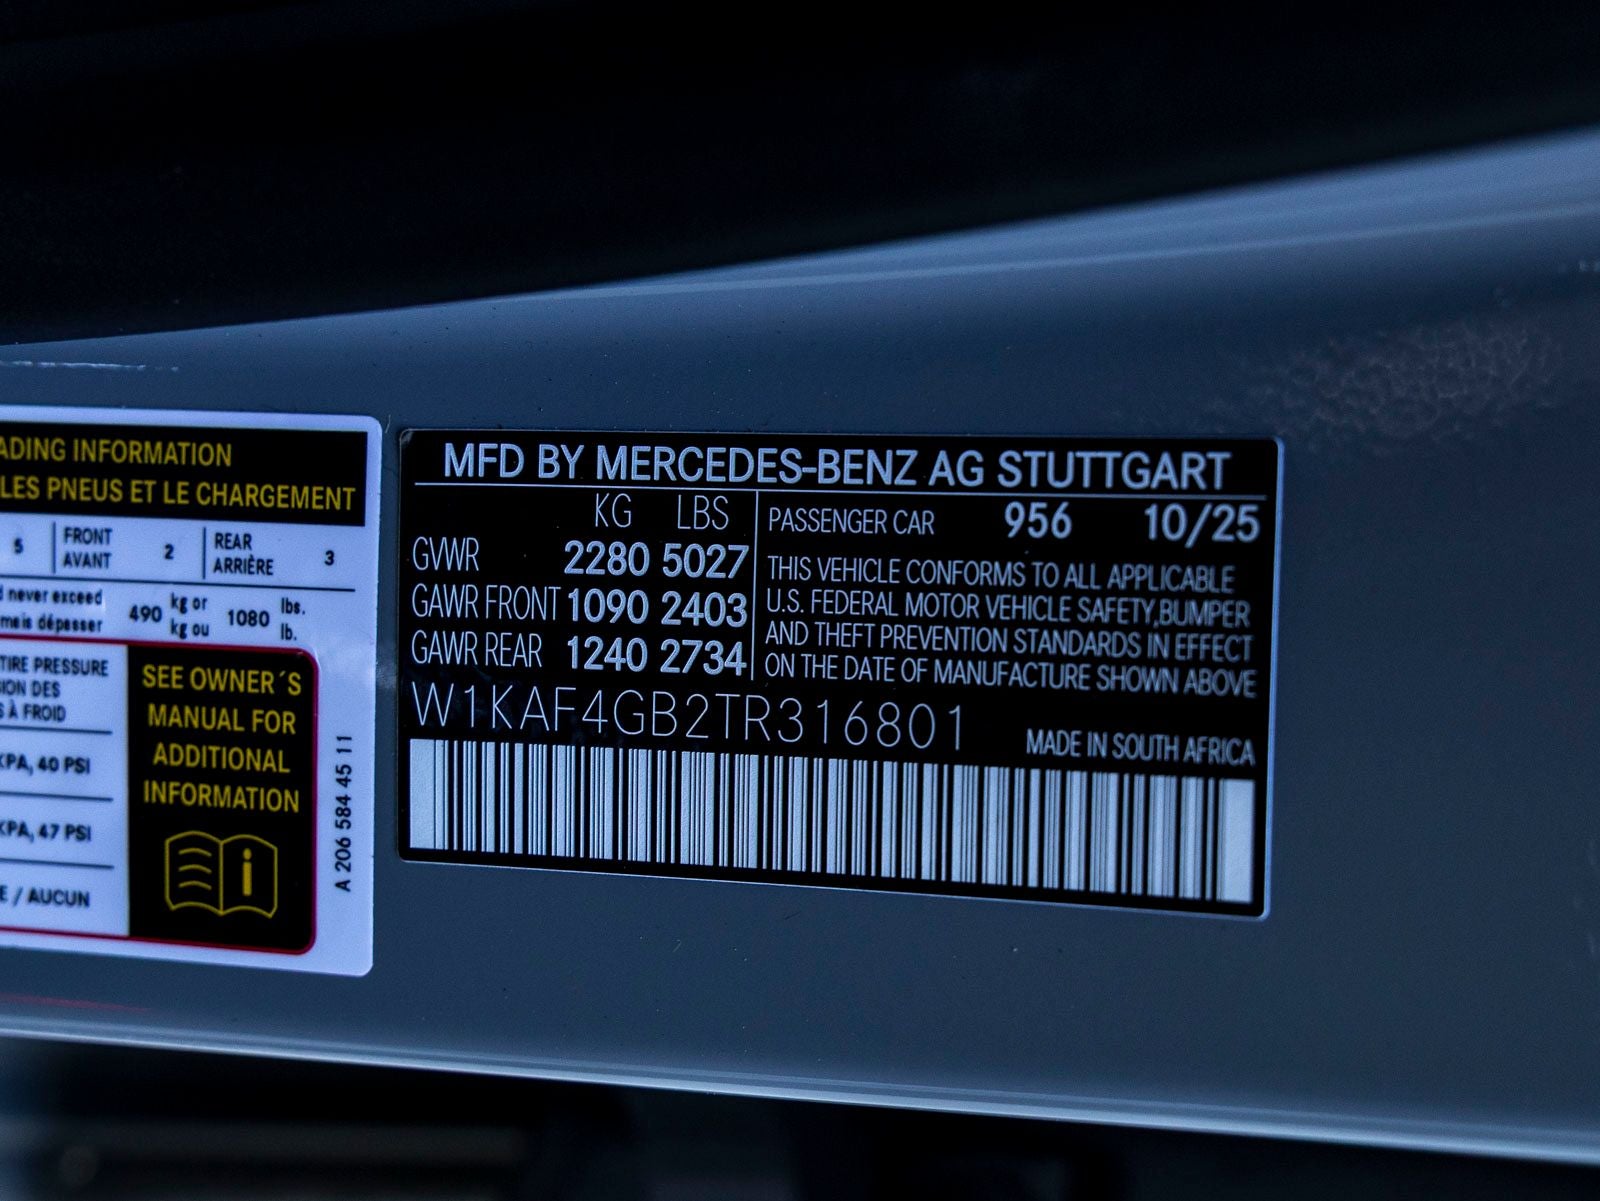 ADING INFORMATION
LES PNEUS ET LE CHARGEMENT
5 FRONT AVANT 2 REAR ARRIÈRE 3
never exceed 490 kg or 1080 lbs.
dépasser kg ou lb.
TIRE PRESSURE
ION DES
À FROID
KPA, 40 PSI
KPA, 47 PSI
E / AUCUN
SEE OWNER´S
MANUAL FOR
ADDITIONAL
INFORMATION
i
A 206 584 45 11
MFD BY MERCEDES-BENZ AG STUTTGART
KG LBS
GVWR 2280 5027
GAWR FRONT 1090 2403
GAWR REAR 1240 2734
PASSENGER CAR 956 10/25
THIS VEHICLE CONFORMS TO ALL APPLICABLE
U.S. FEDERAL MOTOR VEHICLE SAFETY,BUMPER
AND THEFT PREVENTION STANDARDS IN EFFECT
ON THE DATE OF MANUFACTURE SHOWN ABOVE
W1KAF4GB2TR316801
MADE IN SOUTH AFRICA